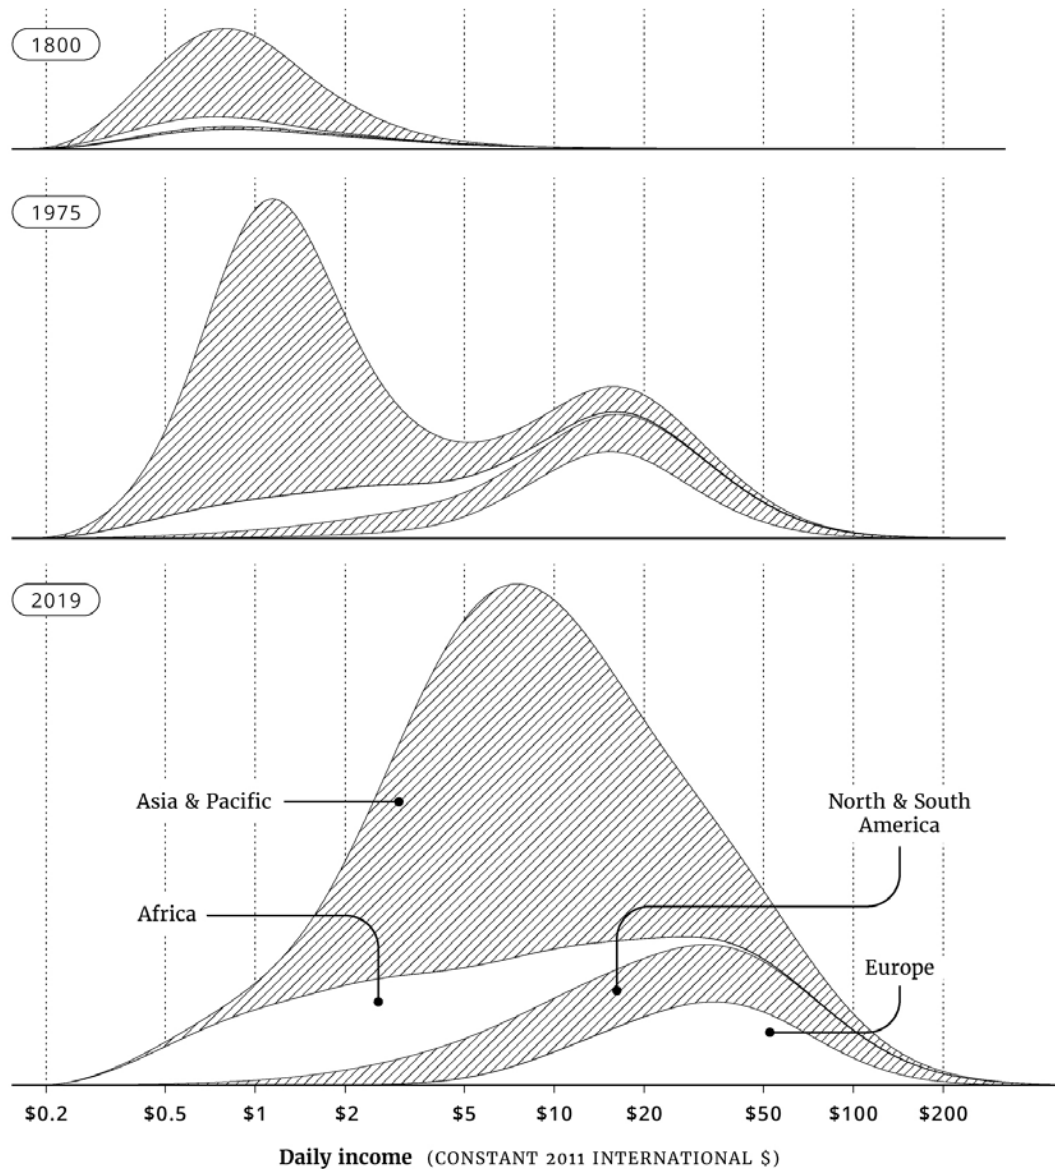 1800
1975
2019
Asia & Pacific
North & South
America
Africa
Europe
$0.2 $0.5 $1 $2 $5 $10 $20 $50 $100 $200
Daily income (CONSTANT 2011 INTERNATIONAL $)